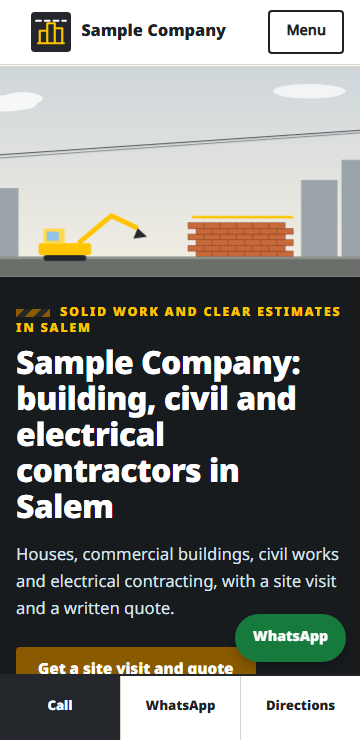 Sample Company
Menu
SOLID WORK AND CLEAR ESTIMATES
IN SALEM
Sample Company:
building, civil and
electrical
contractors in
Salem
Houses, commercial buildings, civil works
and electrical contracting, with a site visit
and a written quote.
WhatsApp
Get a site visit and quote
Call
WhatsApp
Directions